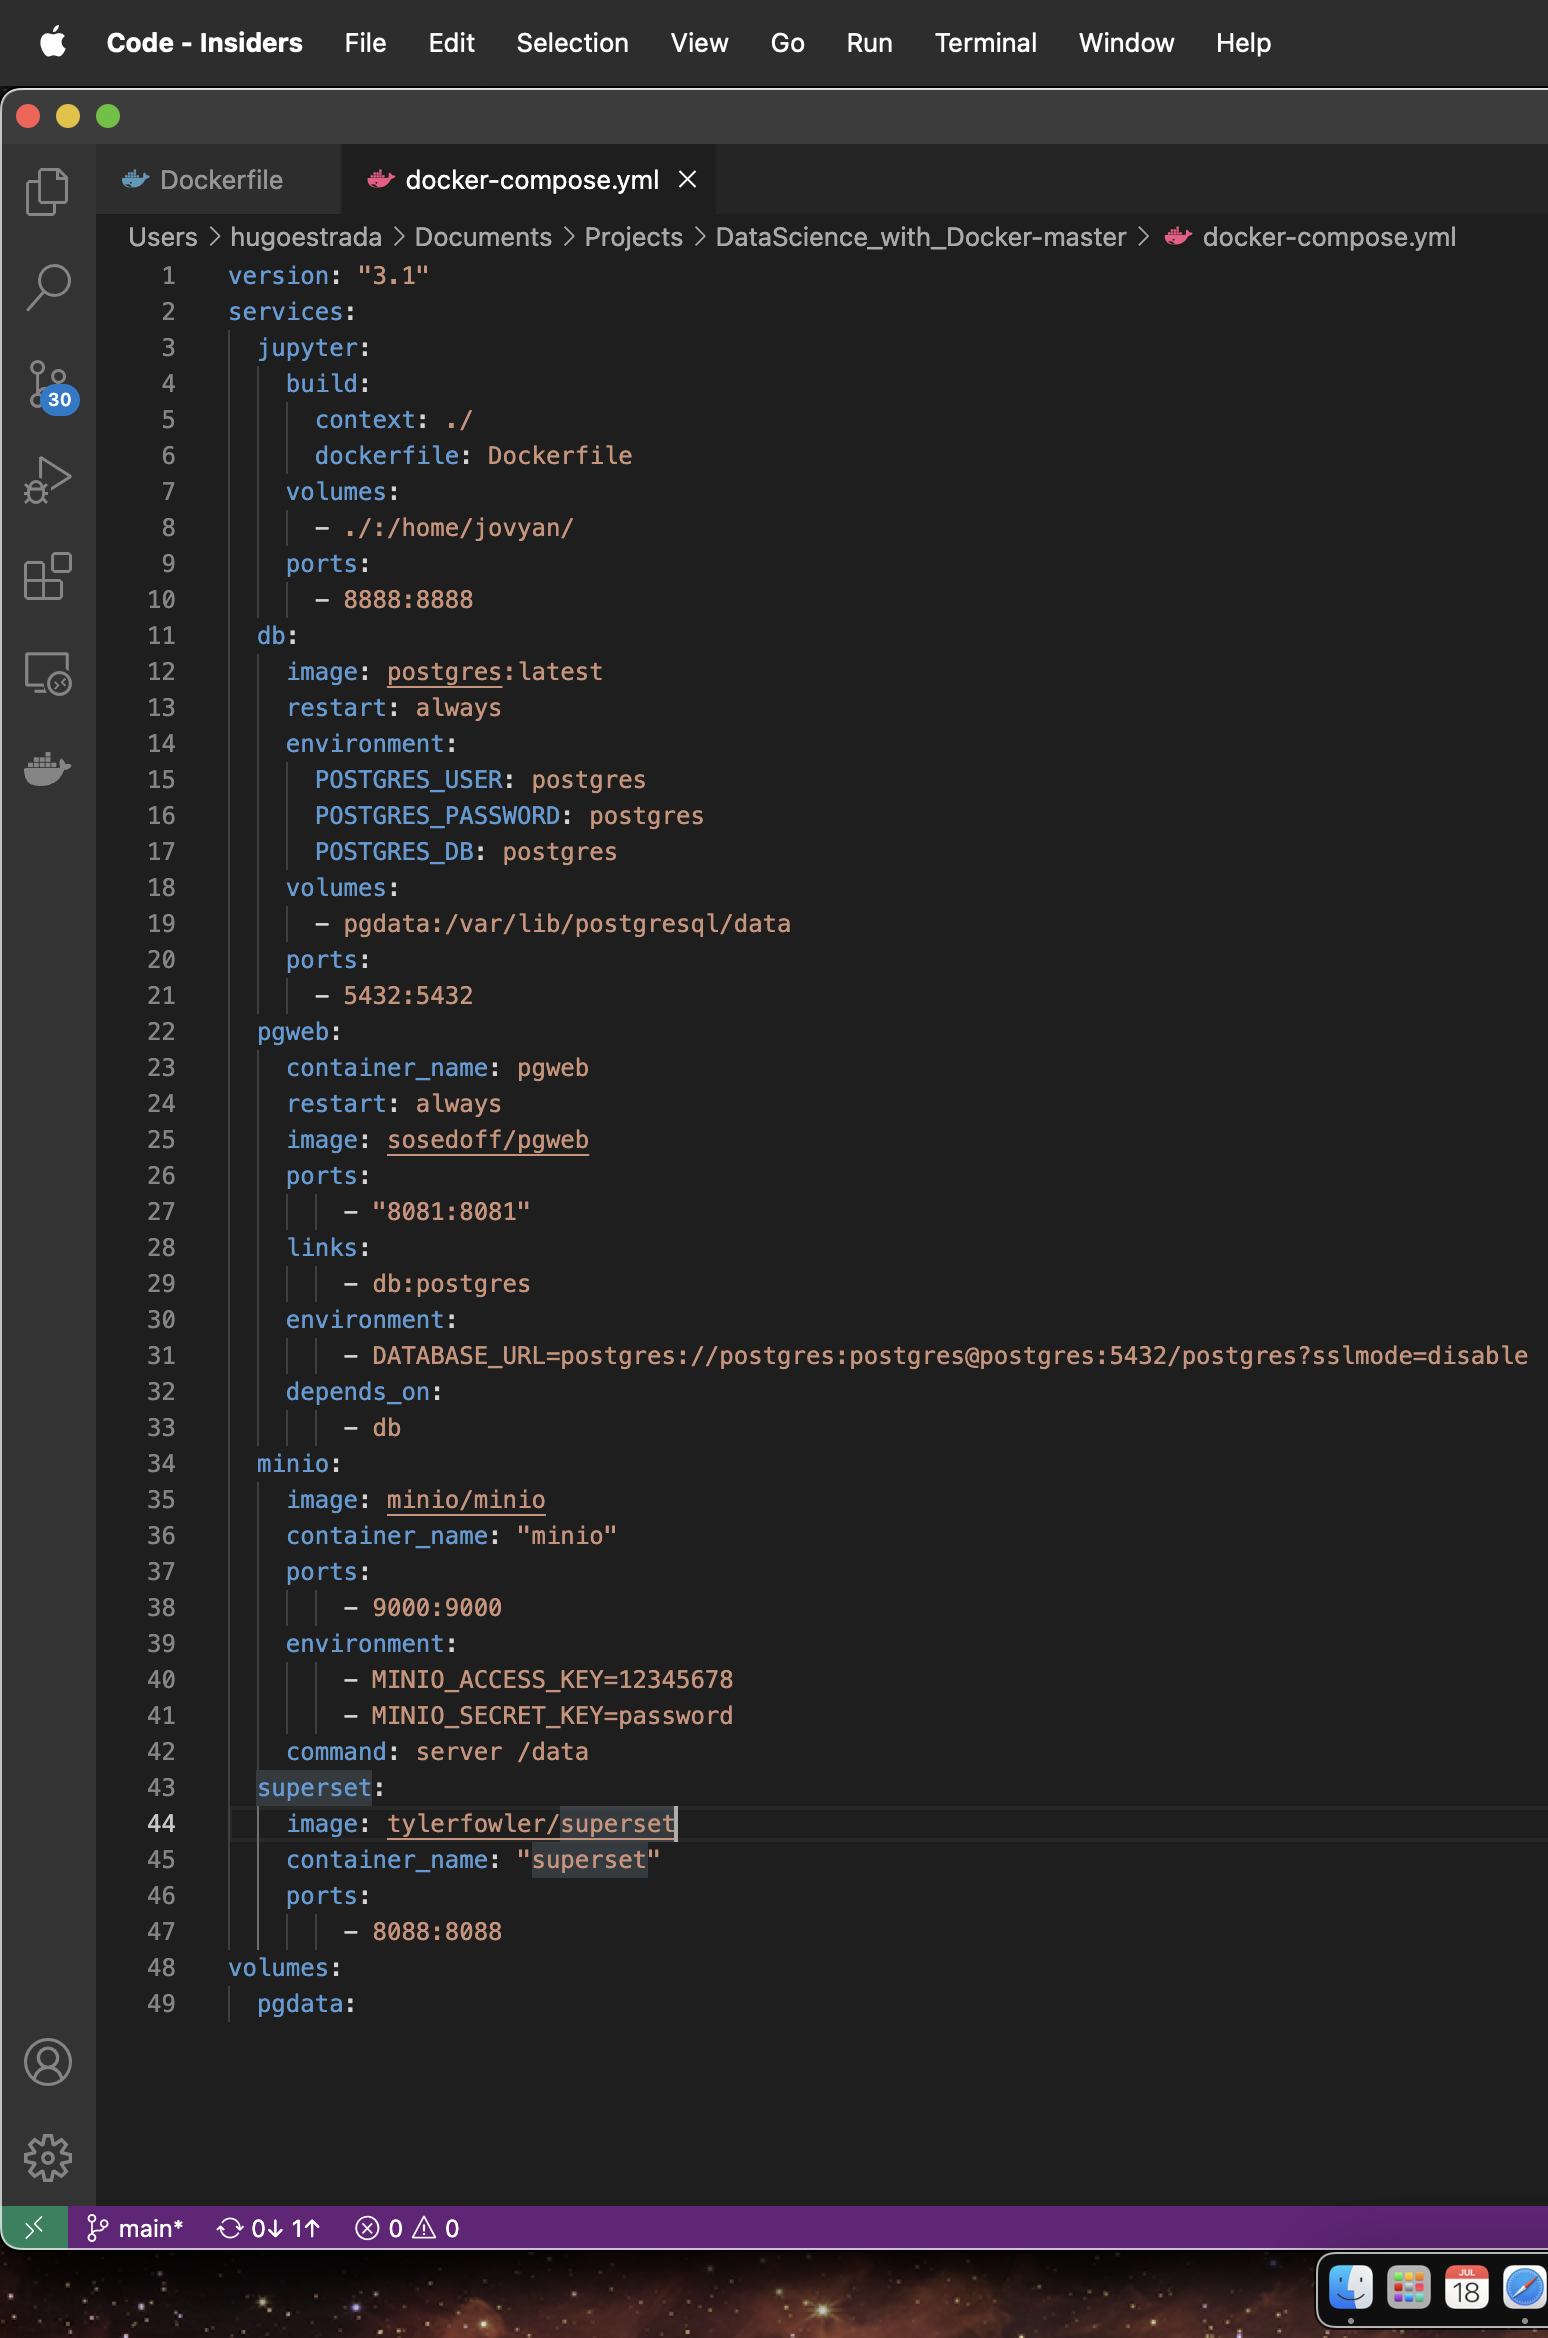 Code - Insiders File Edit Selection View Go Run Terminal Window Help
Dockerfile docker-compose.yml
Users > hugoestrada > Documents > Projects > DataScience_with_Docker-master > docker-compose.yml
1 version: "3.1"
2 services:
3 jupyter:
4 build:
5 context: ./
6 dockerfile: Dockerfile
7 volumes:
8 - ./:/home/jovyan/
9 ports:
10 - 8888:8888
11 db:
12 image: postgres:latest
13 restart: always
14 environment:
15 POSTGRES_USER: postgres
16 POSTGRES_PASSWORD: postgres
17 POSTGRES_DB: postgres
18 volumes:
19 - pgdata:/var/lib/postgresql/data
20 ports:
21 - 5432:5432
22 pgweb:
23 container_name: pgweb
24 restart: always
25 image: sosedoff/pgweb
26 ports:
27 - "8081:8081"
28 links:
29 - db:postgres
30 environment:
31 - DATABASE_URL=postgres://postgres:postgres@postgres:5432/postgres?sslmode=disable
32 depends_on:
33 - db
34 minio:
35 image: minio/minio
36 container_name: "minio"
37 ports:
38 - 9000:9000
39 environment:
40 - MINIO_ACCESS_KEY=12345678
41 - MINIO_SECRET_KEY=password
42 command: server /data
43 superset:
44 image: tylerfowler/superset
45 container_name: "superset"
46 ports:
47 - 8088:8088
48 volumes:
49 pgdata:
30
main* 0↓ 1↑ 0 0
JUL
18